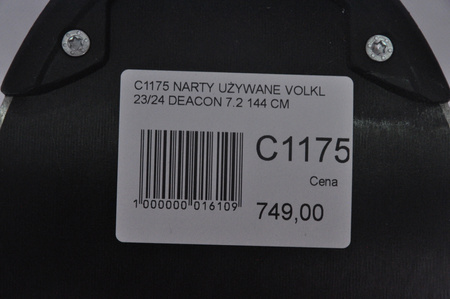 C1175 NARTY UŻYWANE VOLKL
23/24 DEACON 7.2 144 CM
C1175
Cena
1 000000 016109
749,00